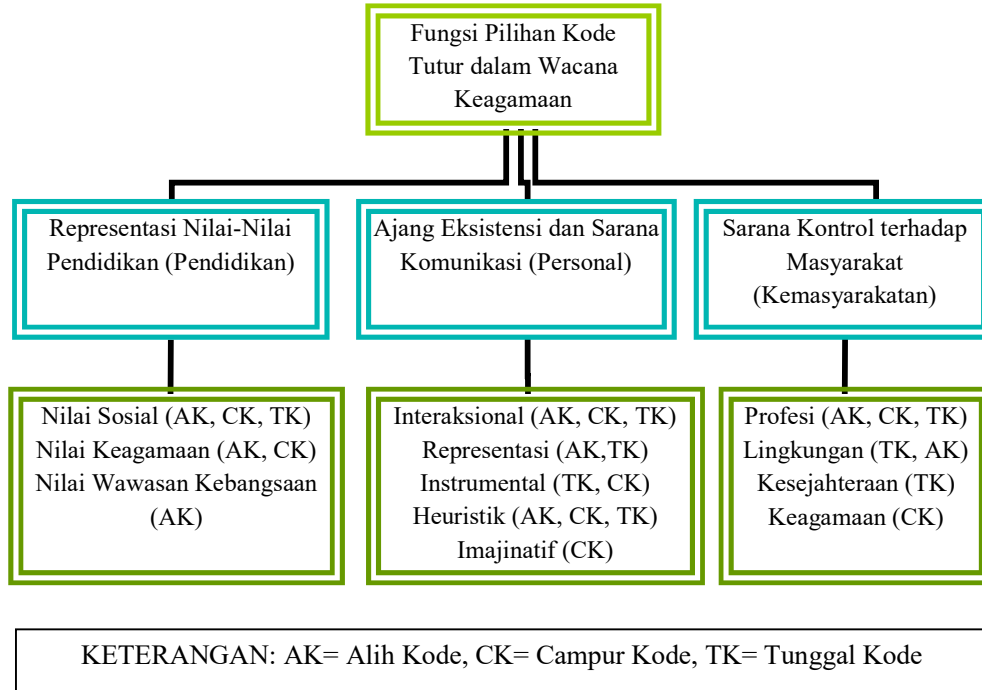 Fungsi Pilihan Kode
Tutur dalam Wacana
Keagamaan
Representasi Nilai-Nilai
Pendidikan (Pendidikan)
Ajang Eksistensi dan Sarana
Komunikasi (Personal)
Sarana Kontrol terhadap
Masyarakat
(Kemasyarakatan)
Nilai Sosial (AK, CK, TK)
Nilai Keagamaan (AK, CK)
Nilai Wawasan Kebangsaan
(AK)
Interaksional (AK, CK, TK)
Representasi (AK,TK)
Instrumental (TK, CK)
Heuristik (AK, CK, TK)
Imajinatif (CK)
Profesi (AK, CK, TK)
Lingkungan (TK, AK)
Kesejahteraan (TK)
Keagamaan (CK)
KETERANGAN: AK= Alih Kode, CK= Campur Kode, TK= Tunggal Kode